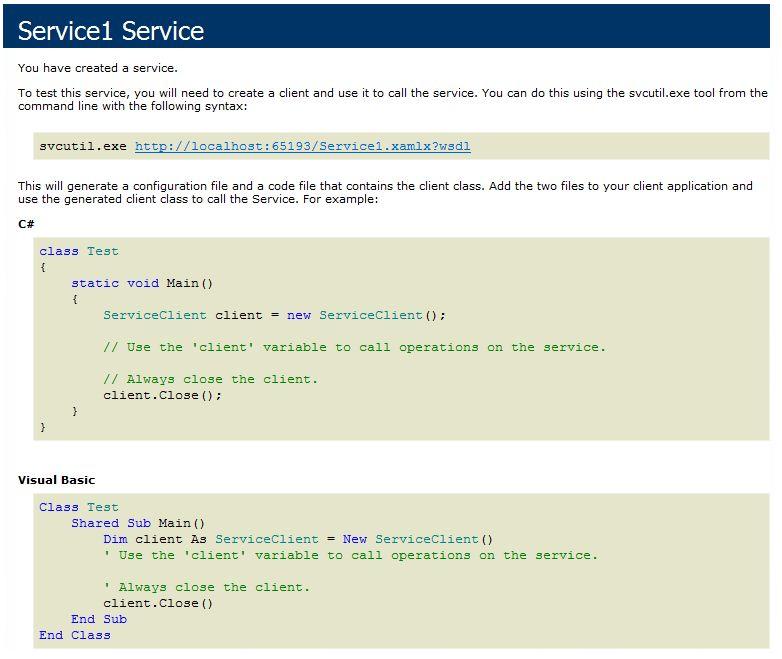 Service1 Service
You have created a service.
To test this service, you will need to create a client and use it to call the service. You can do this using the svcutil.exe tool from the
command line with the following syntax:
svcutil.exe http://localhost:65193/Service1.xamlx?wsdl
This will generate a configuration file and a code file that contains the client class. Add the two files to your client application and
use the generated client class to call the Service. For example:
C#
class Test
{
    static void Main()
    {
        ServiceClient client = new ServiceClient();
        // Use the 'client' variable to call operations on the service.
        // Always close the client.
        client.Close();
    }
}
Visual Basic
Class Test
    Shared Sub Main()
        Dim client As ServiceClient = New ServiceClient()
        ' Use the 'client' variable to call operations on the service.
        ' Always close the client.
        client.Close()
    End Sub
End Class